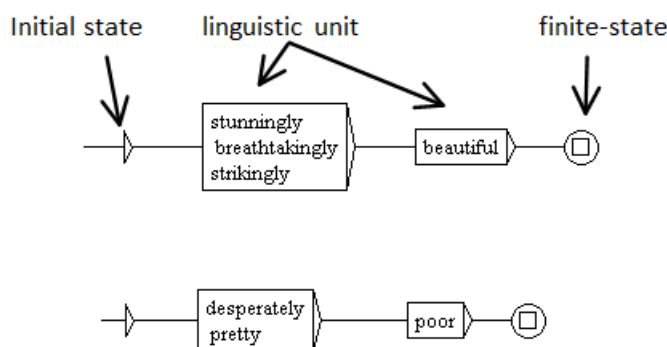 Initial state
linguistic unit
finite-state
stunningly
breathtakingly
strikingly
beautiful
desperately
pretty
poor